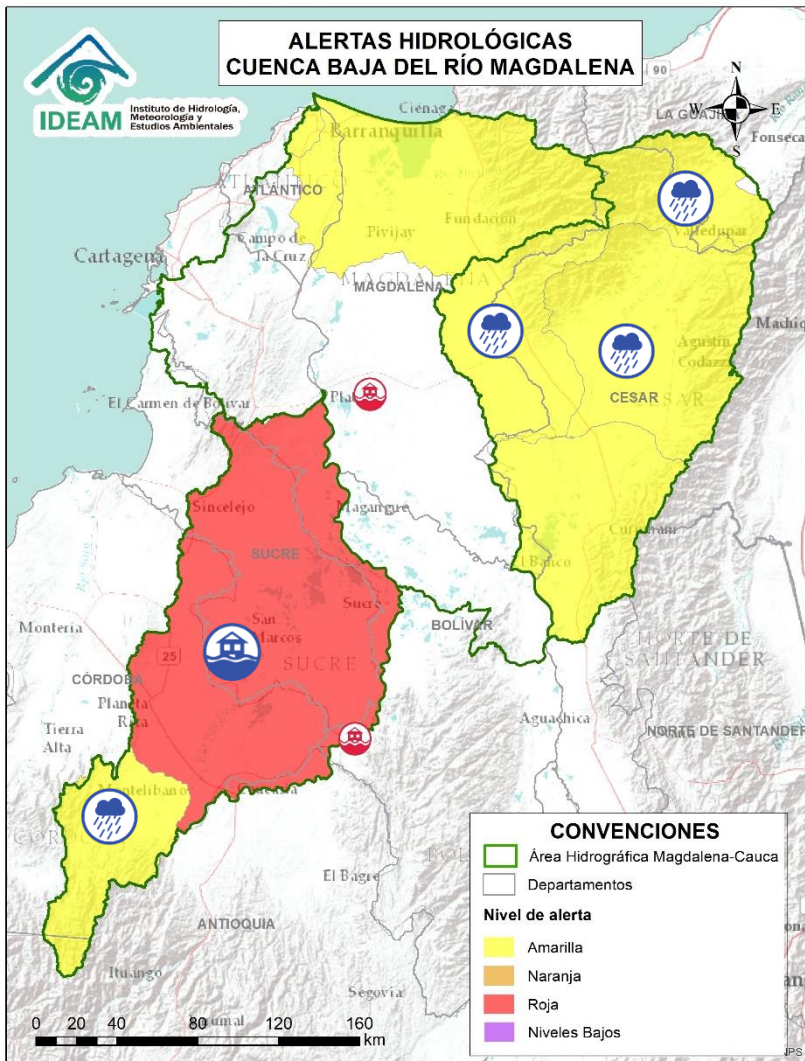 ALERTAS HIDROLÓGICAS
CUENCA BAJA DEL RÍO MAGDALENA
IDEAM
Instituto de Hidrología,
Meteorología y
Estudios Ambientales
N
W
E
S
90
Ciénaga
LA GUAJIRA
Fonseca
Barranquilla
ATLÁNTICO
Valledupar
Pivijay
Fundación
Campo de
la Cruz
Cartagena
MAGDALENA
Agustín
Codazzi
CESAR
El Carmen de Bolívar
Sincelejo
Magangué
SUCRE
El Banco
Sucre
San
Marcos
BOLÍVAR
SUCRE
Montería
25
CÓRDOBA
Planeta
Rica
Tierra
Alta
NORTE DE
SANTANDER
Aguachica
NORTE DE SANTANDER
Montelíbano
El Bagre
ANTIOQUIA
Ituango
Segovia
CONVENCIONES
Área Hidrográfica Magdalena-Cauca
Departamentos
Nivel de alerta
Amarilla
Naranja
Roja
Niveles Bajos
0 20 40 80 120 160
km
JPS